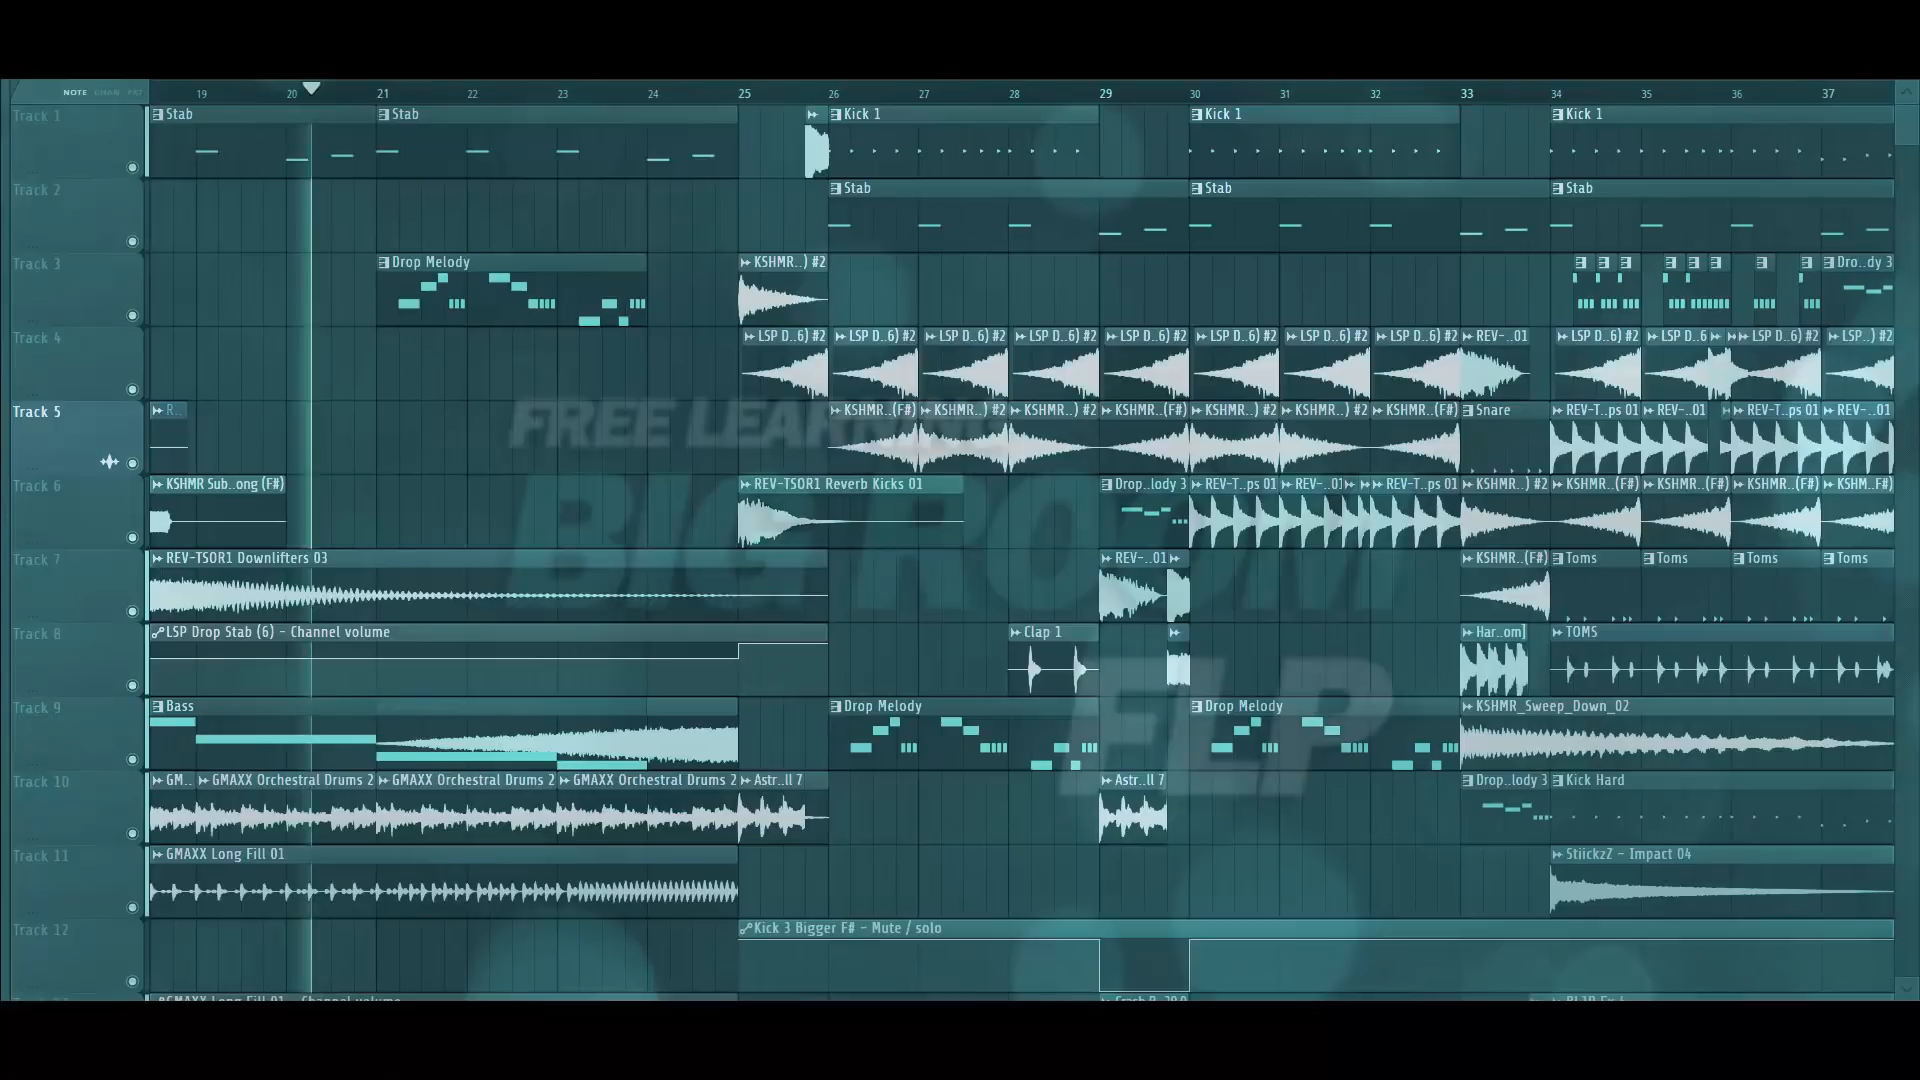 NOTE CHAN PAT
19 20 21 22 23 24 25 26 27 28 29 30 31 32 33 34 35 36 37
Track 1 Stab Stab Kick 1 Kick 1 Kick 1
Track 2 Stab Stab Stab
Track 3 Drop Melody KSHMR..) #2 Dro..dy 3
Track 4 LSP D..6) #2 LSP D..6) #2 LSP D..6) #2 LSP D..6) #2 LSP D..6) #2 LSP D..6) #2 LSP D..6) #2 LSP D..6) #2 REV-..01 LSP D..6) #2 LSP D..6 LSP D..6) #2 LSP..) #2
Track 5 R.. KSHMR..(F#) KSHMR..) #2 KSHMR..) #2 KSHMR..(F#) KSHMR..) #2 KSHMR..) #2 KSHMR..(F#) Snare REV-T..ps 01 REV-..01 REV-T..ps 01 REV-..01
FREE LEARNING
Track 6 KSHMR Sub..ong (F#) REV-TSOR1 Reverb Kicks 01 Drop..lody 3 REV-T..ps 01 REV-..01 REV-T..ps 01 KSHMR..) #2 KSHMR..(F#) KSHMR..(F#) KSHMR..(F#) KSHM..F#)
BIG ROOM
Track 7 REV-TSOR1 Downlifters 03 REV-..01 KSHMR..(F#) Toms Toms Toms Toms
Track 8 LSP Drop Stab (6) - Channel volume Clap 1 Har..om] TOMS
FLP
Track 9 Bass Drop Melody Drop Melody KSHMR_Sweep_Down_02
Track 10 GM.. GMAXX Orchestral Drums 2 GMAXX Orchestral Drums 2 GMAXX Orchestral Drums 2 Astr..ll 7 Astr..ll 7 Drop..lody 3 Kick Hard
Track 11 GMAXX Long Fill 01 StiickzZ - Impact 04
Track 12 Kick 3 Bigger F# - Mute / solo
GMAXX Long Fill 01 - Channel volume